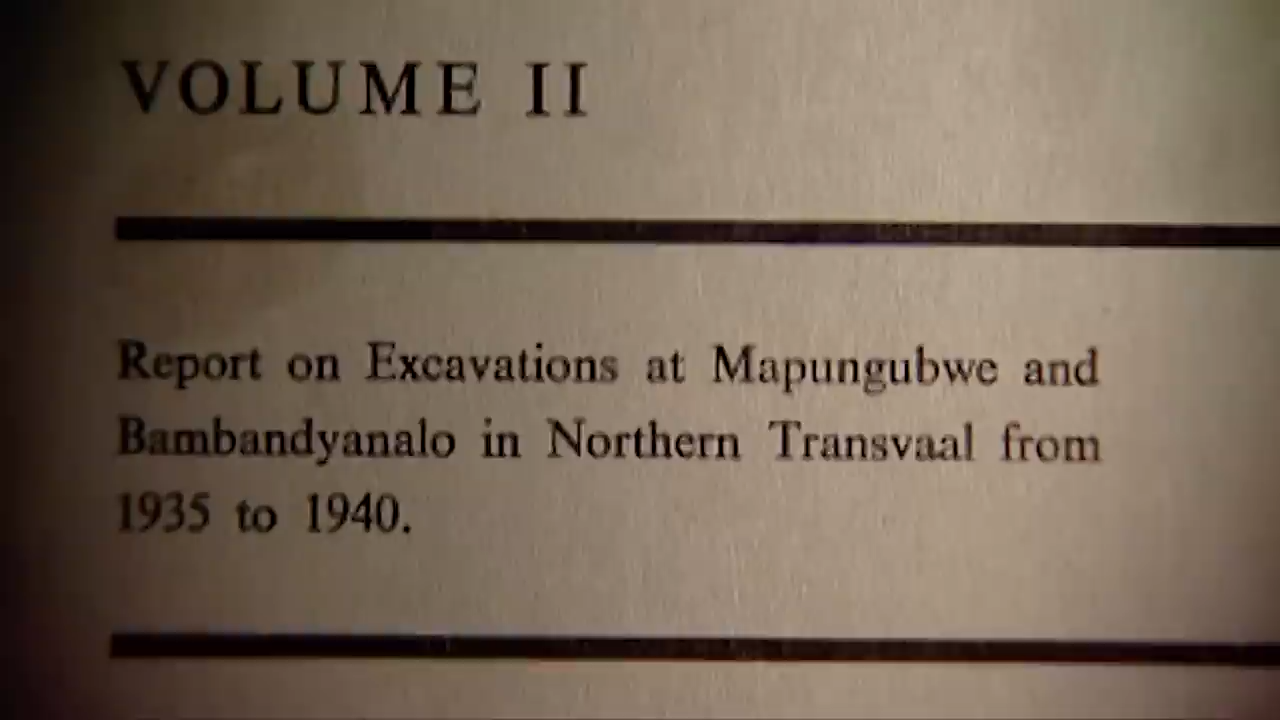 VOLUME II
Report on Excavations at Mapungubwe and
Bambandyanalo in Northern Transvaal from
1935 to 1940.